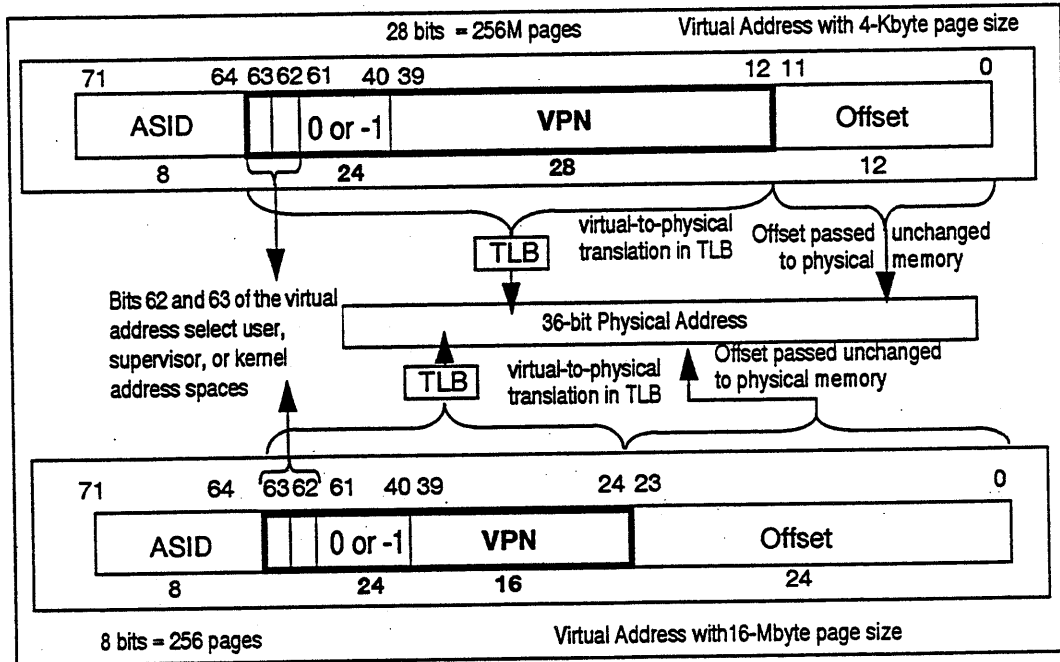 28 bits = 256M pages
Virtual Address with 4-Kbyte page size
71 64 63 62 61 40 39 12 11 0
ASID 0 or -1 VPN Offset
8 24 28 12
virtual-to-physical
translation in TLB
Offset passed unchanged
to physical memory
TLB
Bits 62 and 63 of the virtual
address select user,
supervisor, or kernel
address spaces
36-bit Physical Address
TLB
virtual-to-physical
translation in TLB
Offset passed unchanged
to physical memory
71 64 63 62 61 40 39 24 23 0
ASID 0 or -1 VPN Offset
8 24 16 24
8 bits = 256 pages
Virtual Address with16-Mbyte page size